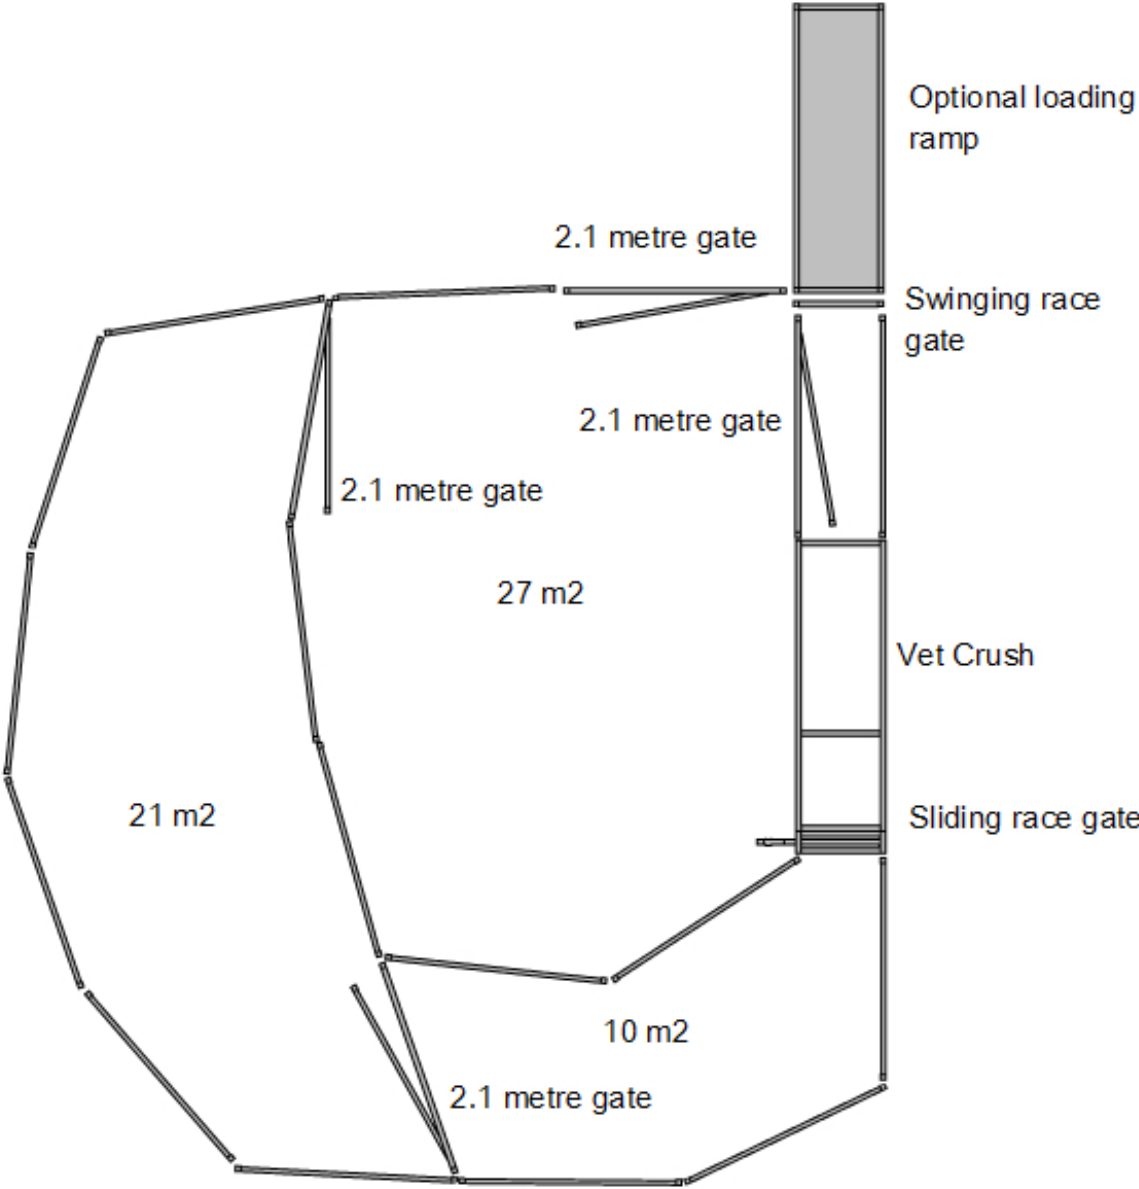 Optional loading
ramp
2.1 metre gate
Swinging race
gate
2.1 metre gate
2.1 metre gate
27 m2
Vet Crush
21 m2
Sliding race gate
10 m2
2.1 metre gate